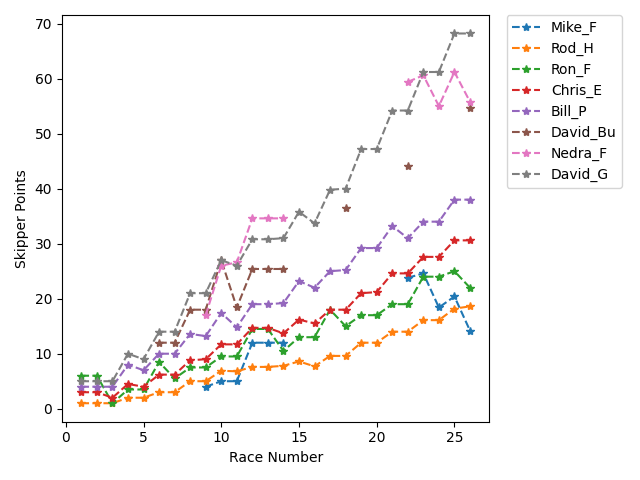 70
60
50
40
30
20
10
0
Skipper Points
0 5 10 15 20 25
Race Number
Mike_F
Rod_H
Ron_F
Chris_E
Bill_P
David_Bu
Nedra_F
David_G